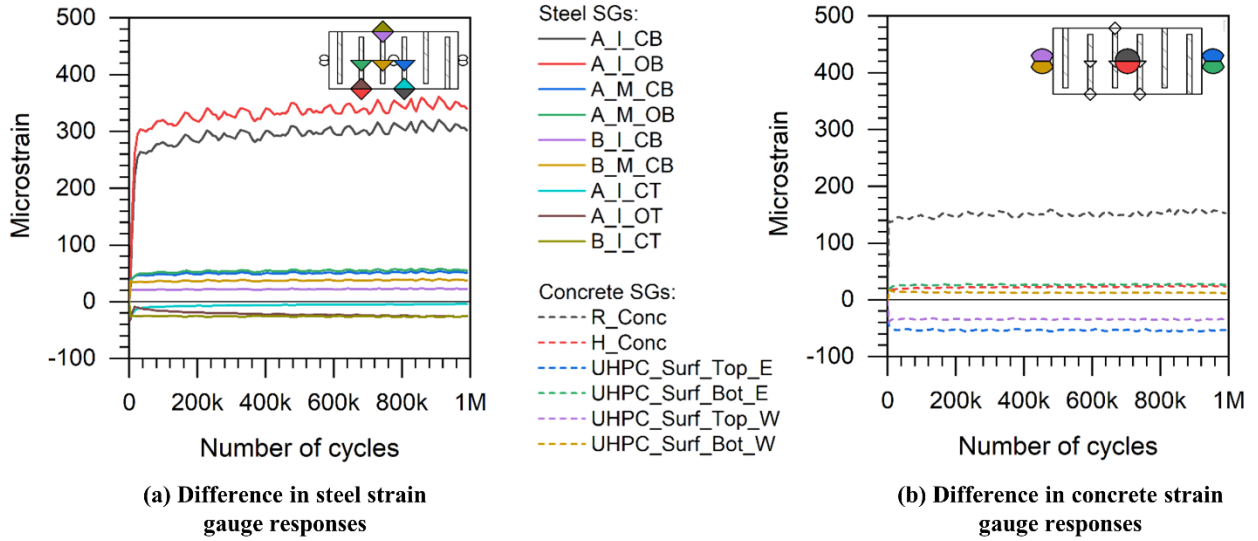 500
400
300
200
100
0
-100
Microstrain
0
200k
400k
600k
800k
1M
Number of cycles
(a) Difference in steel strain
gauge responses
Steel SGs:
A_I_CB
A_I_OB
A_M_CB
A_M_OB
B_I_CB
B_M_CB
A_I_CT
A_I_OT
B_I_CT
Concrete SGs:
R_Conc
H_Conc
UHPC_Surf_Top_E
UHPC_Surf_Bot_E
UHPC_Surf_Top_W
UHPC_Surf_Bot_W
500
400
300
200
100
0
-100
Microstrain
0
200k
400k
600k
800k
1M
Number of cycles
(b) Difference in concrete strain
gauge responses